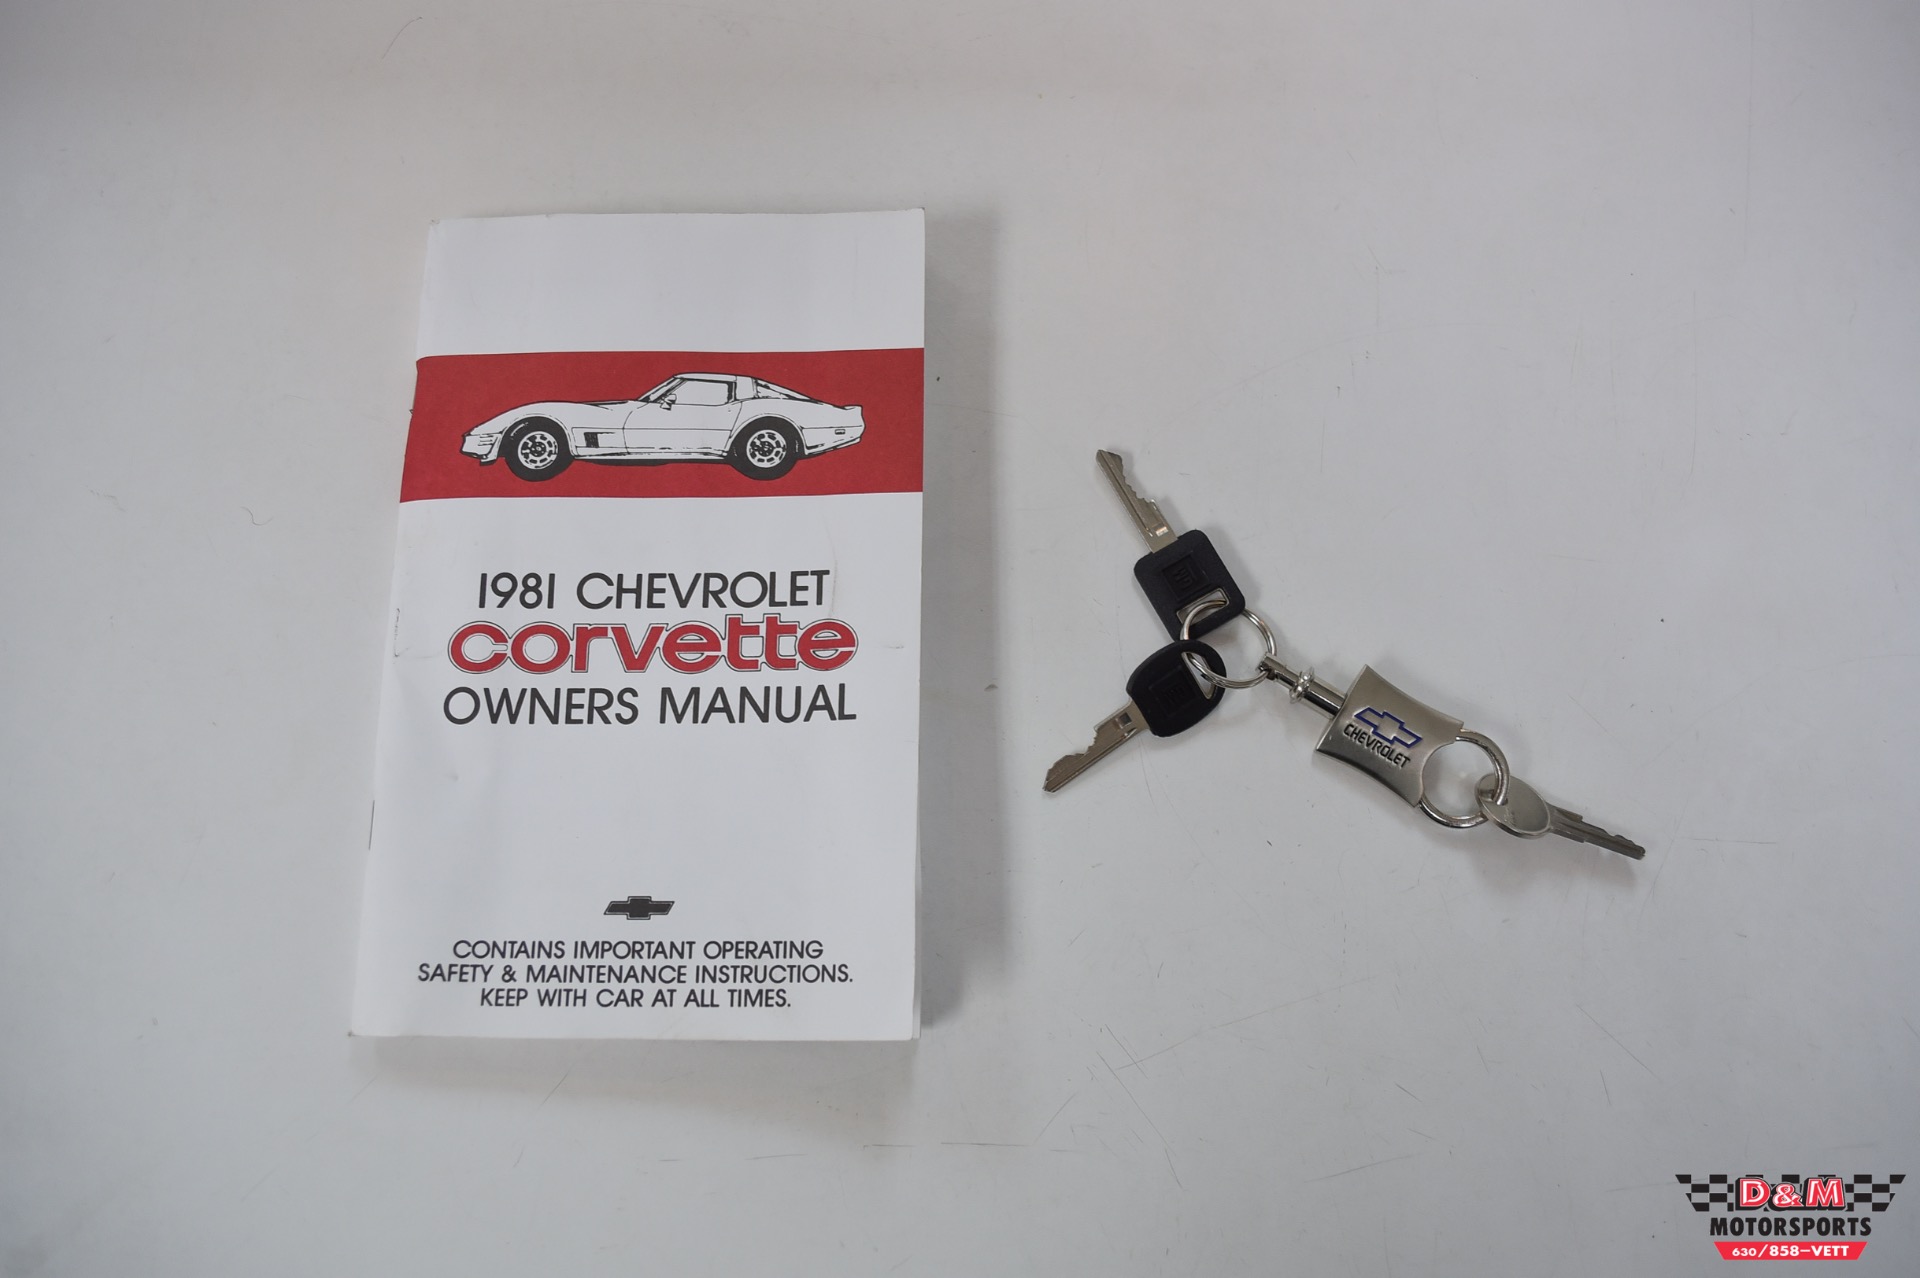 1981 CHEVROLET
corvette
OWNERS MANUAL
CONTAINS IMPORTANT OPERATING
SAFETY & MAINTENANCE INSTRUCTIONS.
KEEP WITH CAR AT ALL TIMES.
CHEVROLET
D&M
MOTORSPORTS
630/858-VETT